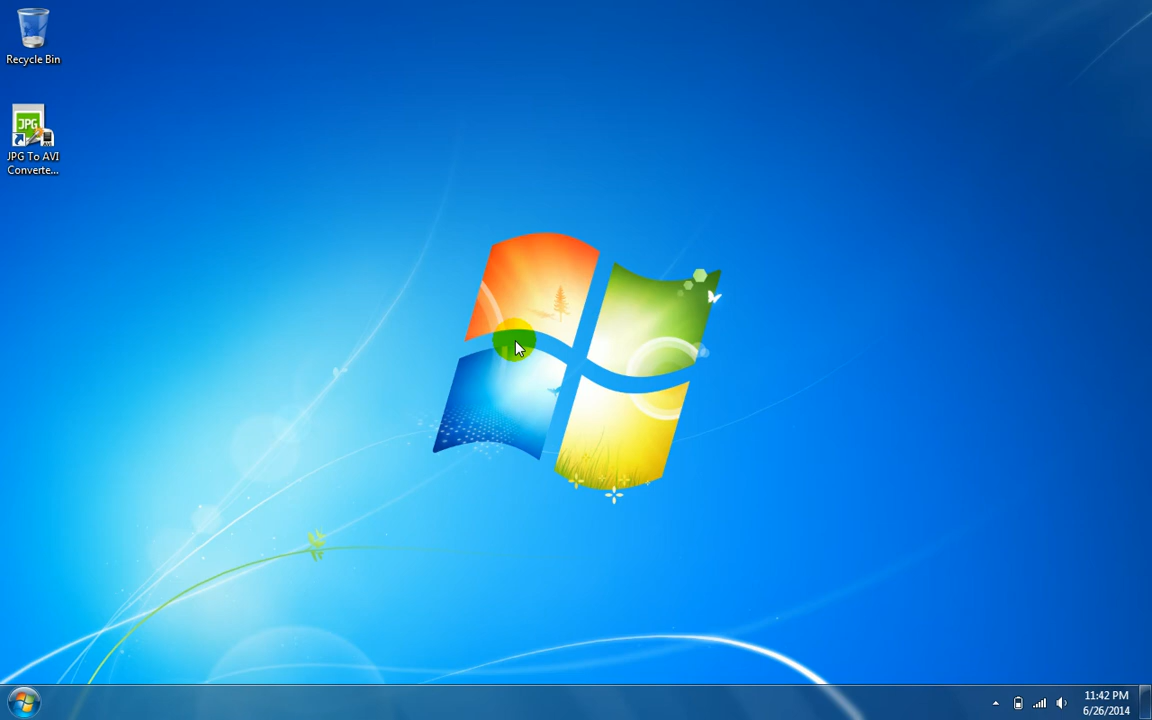 Recycle Bin
JPG
JPG To AVI
Converte...
11:42 PM
6/26/2014